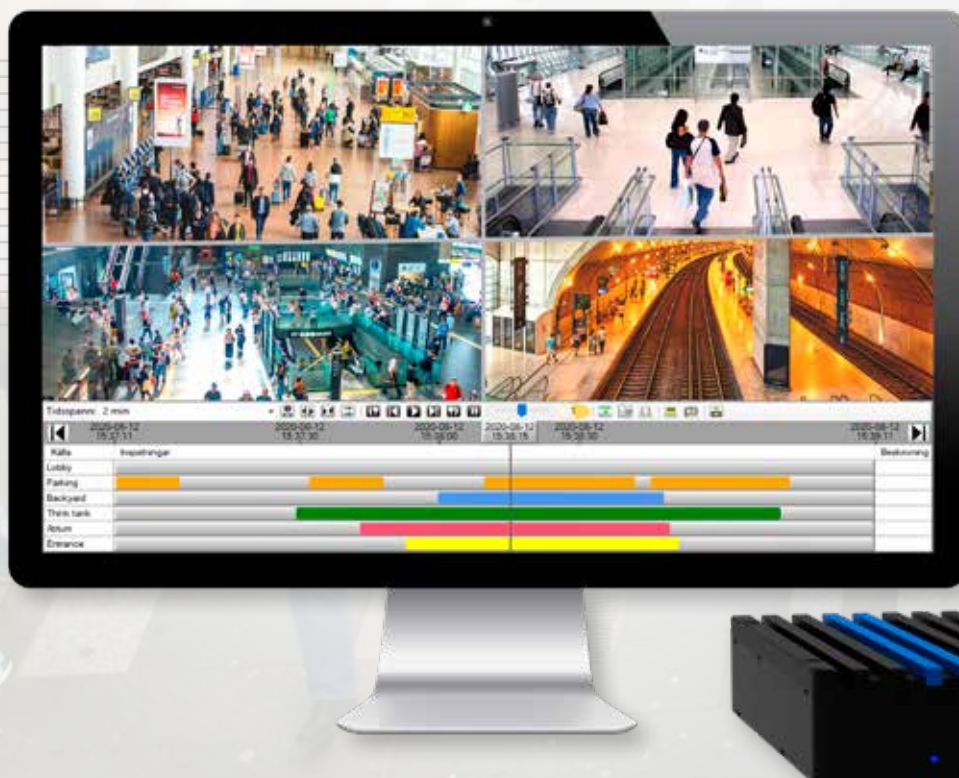 Tidsspann: 2 min
2020-08-12 2020-08-12 2020-08-12 2020-08-12 2020-08-12 2020-08-12
15:37:11 15:37:30 15:38:00 15:38:15 15:38:30 15:39:11
Källa Inspelningar Beskrivning
Lobby
Parking
Backyard
Think tank
Atrium
Entrance